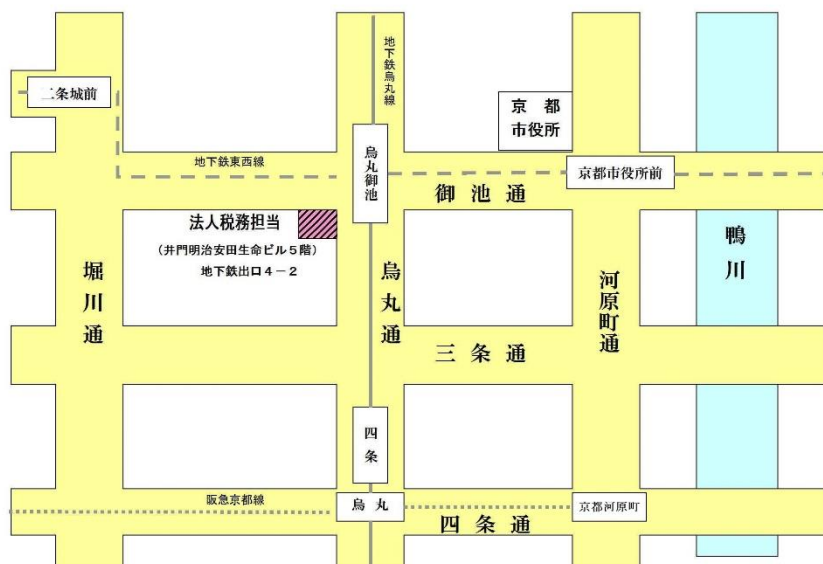 地下鉄烏丸線
二条城前
京 都
市役所
地下鉄東西線
烏丸御池
京都市役所前
御池通
法人税務担当
（井門明治安田生命ビル５階）
地下鉄出口４－２
堀川通
烏丸通
河原町通
鴨川
三条通
四条
阪急京都線
烏丸
京都河原町
四条通